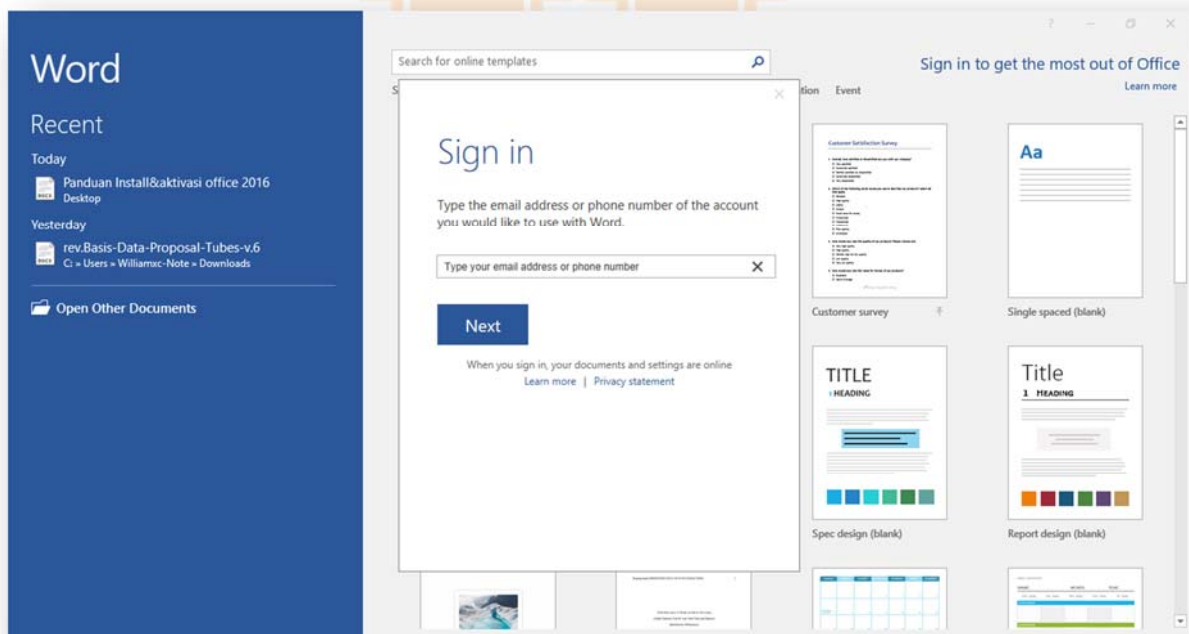 Word
Recent
Today
Panduan Install&aktivasi office 2016
Desktop
Yesterday
rev.Basis-Data-Proposal-Tubes-v.6
C: » Users » Williamxc-Note » Downloads
Open Other Documents
?
Search for online templates
Sign in to get the most out of Office
Learn more
Event
Sign in
Type the email address or phone number of the account
you would like to use with Word.
Type your email address or phone number
Next
When you sign in, your documents and settings are online
Learn more | Privacy statement
Customer Satisfaction Survey
Customer survey
Aa
Single spaced (blank)
TITLE
1 HEADING
Spec design (blank)
Title
1 HEADING
Report design (blank)